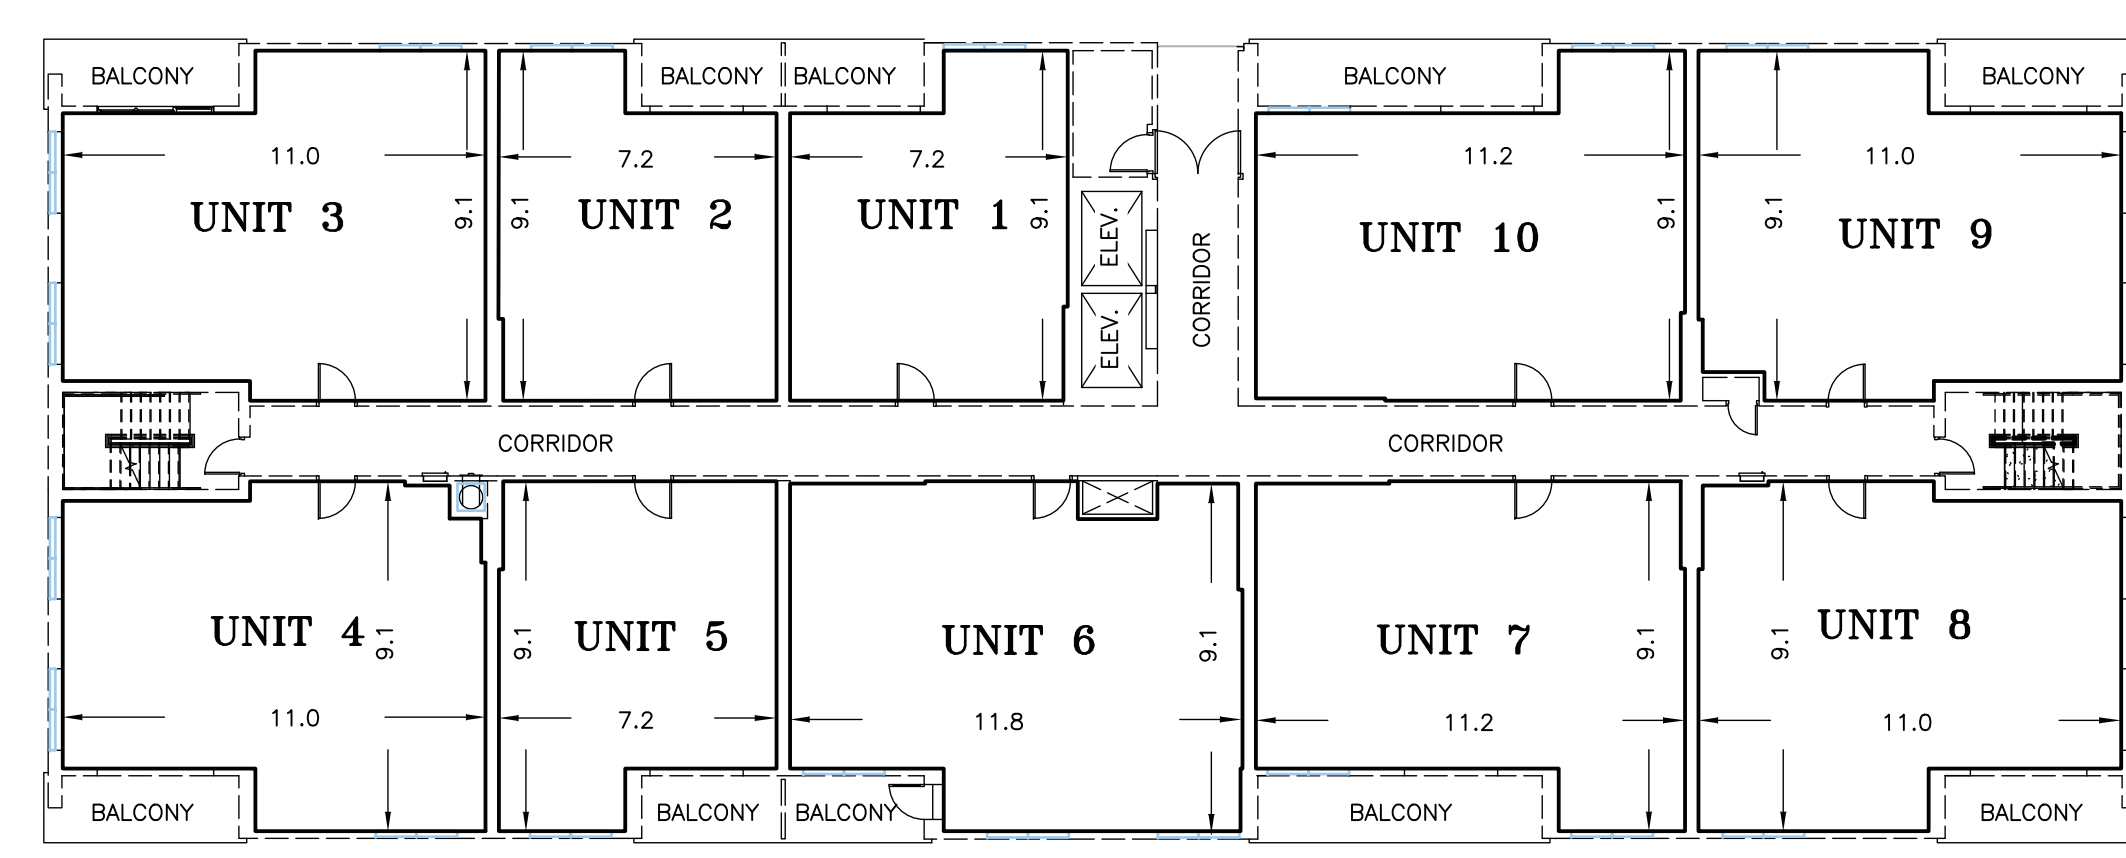 BALCONY
BALCONY
BALCONY
BALCONY
BALCONY
11.0
7.2
7.2
11.2
11.0
UNIT 3
9.1
9.1
UNIT 2
UNIT 1
9.1
ELEV.
ELEV.
CORRIDOR
UNIT 10
9.1
9.1
UNIT 9
CORRIDOR
CORRIDOR
UNIT 4
9.1
9.1
UNIT 5
UNIT 6
9.1
UNIT 7
9.1
9.1
UNIT 8
11.0
7.2
11.8
11.2
11.0
BALCONY
BALCONY
BALCONY
BALCONY
BALCONY